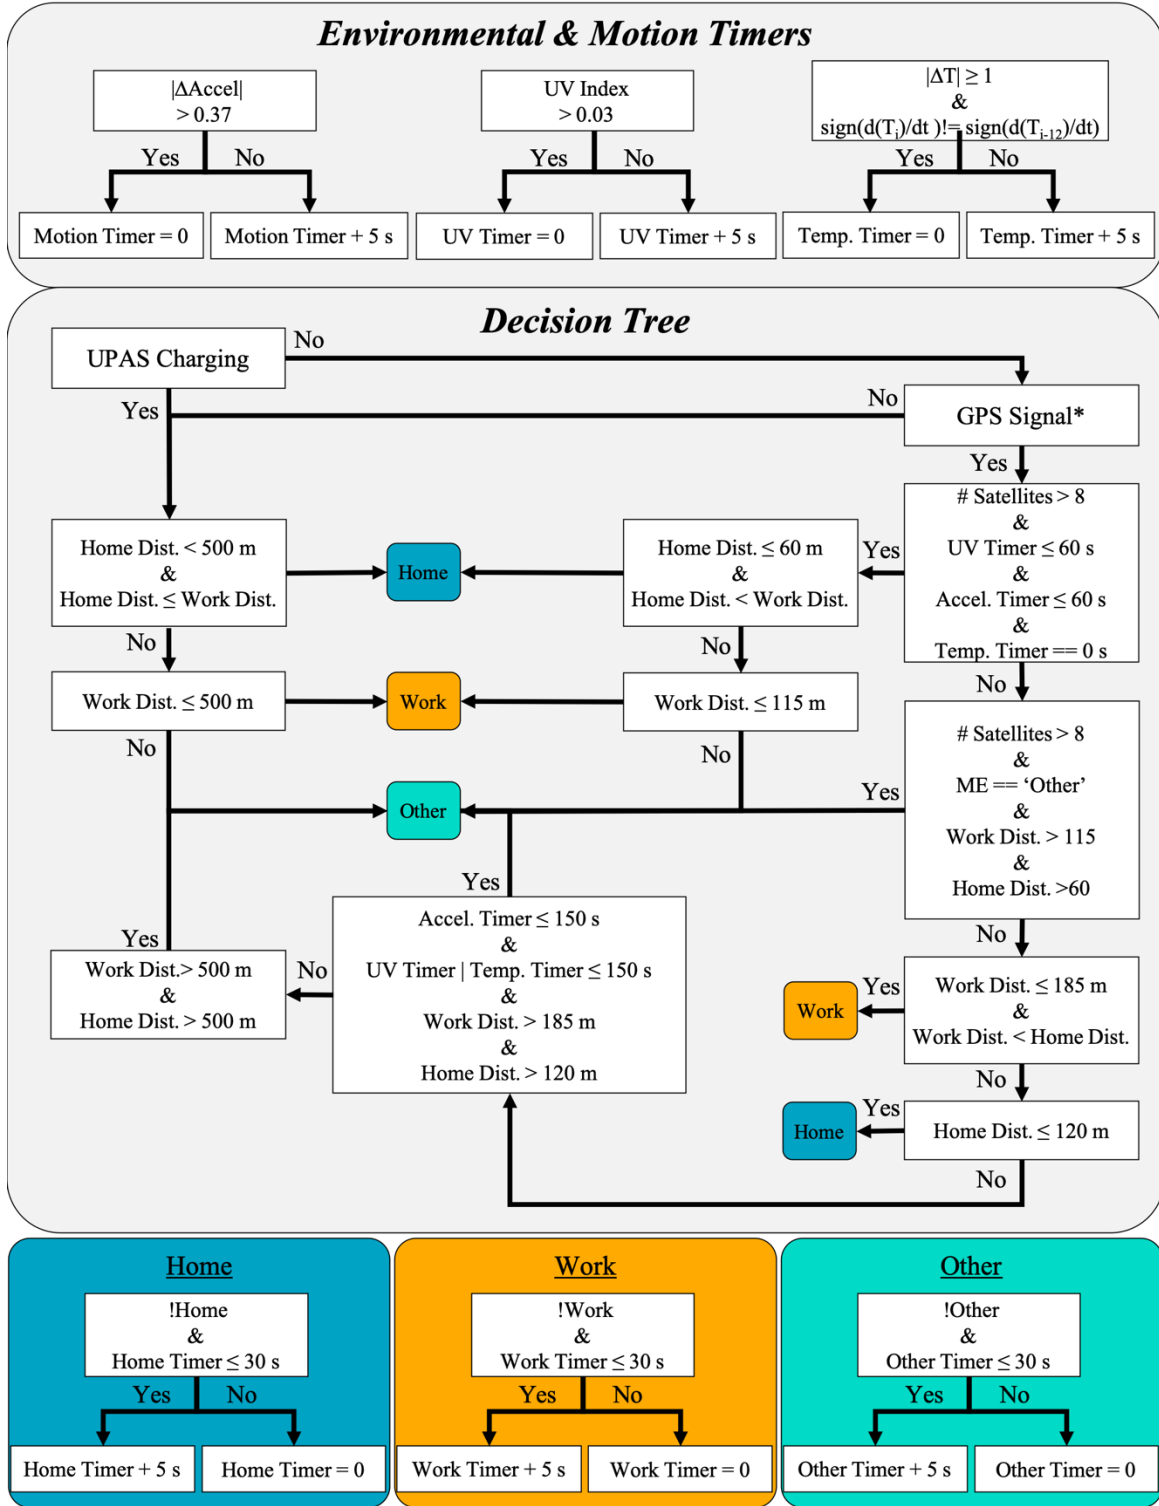 Environmental & Motion Timers
|ΔAccel|
> 0.37
Yes
No
Motion Timer = 0
Motion Timer + 5 s
UV Index
> 0.03
Yes
No
UV Timer = 0
UV Timer + 5 s
|ΔT| ≥ 1
&
sign(d(Tᵢ)/dt )!= sign(d(Tᵢ₋₁₂)/dt)
Yes
No
Temp. Timer = 0
Temp. Timer + 5 s
Decision Tree
UPAS Charging
No
Yes
No
GPS Signal*
Yes
Home Dist. < 500 m
&
Home Dist. ≤ Work Dist.
Home
Home Dist. ≤ 60 m
&
Home Dist. < Work Dist.
Yes
# Satellites > 8
&
UV Timer ≤ 60 s
&
Accel. Timer ≤ 60 s
&
Temp. Timer == 0 s
No
No
No
Work Dist. ≤ 500 m
Work
Work Dist. ≤ 115 m
No
No
Other
Yes
# Satellites > 8
&
ME == ‘Other’
&
Work Dist. > 115
&
Home Dist. >60
No
Yes
Accel. Timer ≤ 150 s
&
UV Timer | Temp. Timer ≤ 150 s
&
Work Dist. > 185 m
&
Home Dist. > 120 m
No
Yes
Work Dist.> 500 m
&
Home Dist. > 500 m
Work
Yes
Work Dist. ≤ 185 m
&
Work Dist. < Home Dist.
No
Home
Yes
Home Dist. ≤ 120 m
No
Home
!Home
&
Home Timer ≤ 30 s
Yes
No
Home Timer + 5 s
Home Timer = 0
Work
!Work
&
Work Timer ≤ 30 s
Yes
No
Work Timer + 5 s
Work Timer = 0
Other
!Other
&
Other Timer ≤ 30 s
Yes
No
Other Timer + 5 s
Other Timer = 0